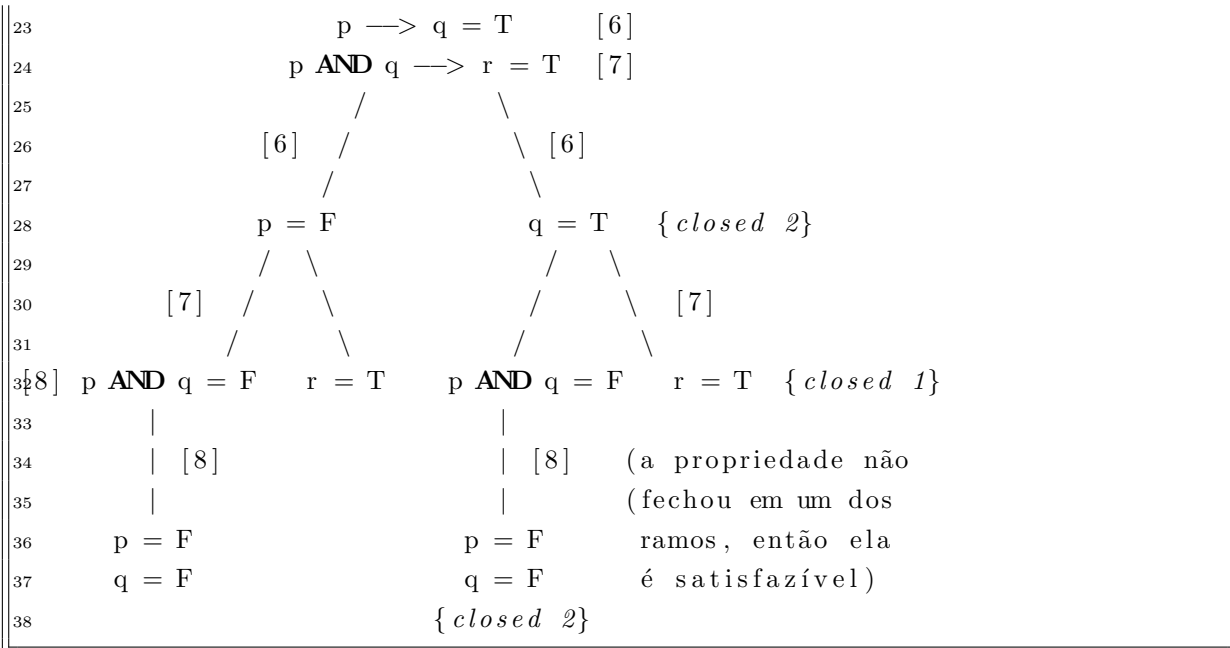 23 p —> q = T [6]
24 p AND q —> r = T [7]
25 / \
26 [6] / \ [6]
27 / \
28 p = F q = T {closed 2}
29 / \ / \
30 [7] / \ / \ [7]
31 / \ / \
32 [8] p AND q = F r = T p AND q = F r = T {closed 1}
33 | |
34 | [8] | [8] (a propriedade não
35 | | (fechou em um dos
36 p = F p = F ramos, então ela
37 q = F q = F é satisfazível)
38 {closed 2}